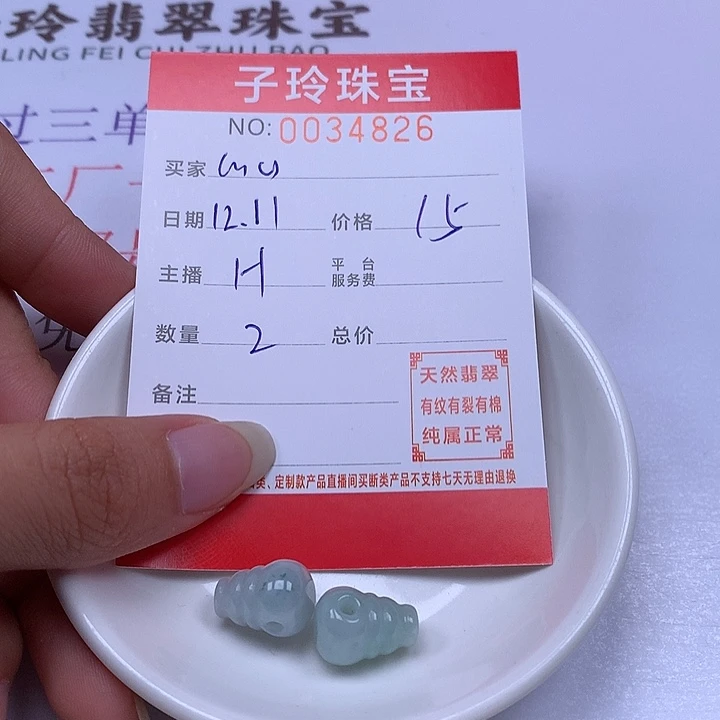 玲翡翠珠宝
LING FEI CUI ZHU BAO
过三单
子玲珠宝
NO: 0034826
买家
日期 12.11 价格 15
主播 H 平台服务费
数量 2 总价
备注
天然翡翠
有纹有裂有棉
纯属正常
、定制款产品直播间买断类产品不支持七天无理由退换